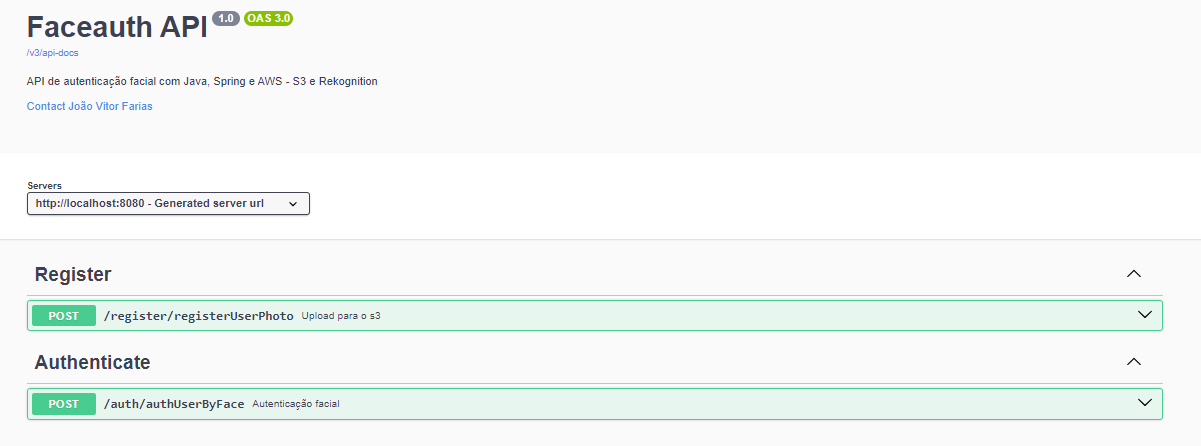 Faceauth API 1.0 OAS 3.0
/v3/api-docs
API de autenticação facial com Java, Spring e AWS - S3 e Rekognition
Contact João Vitor Farias
Servers
http://localhost:8080 - Generated server url
Register
POST /register/registerUserPhoto Upload para o s3
Authenticate
POST /auth/authUserByFace Autenticação facial